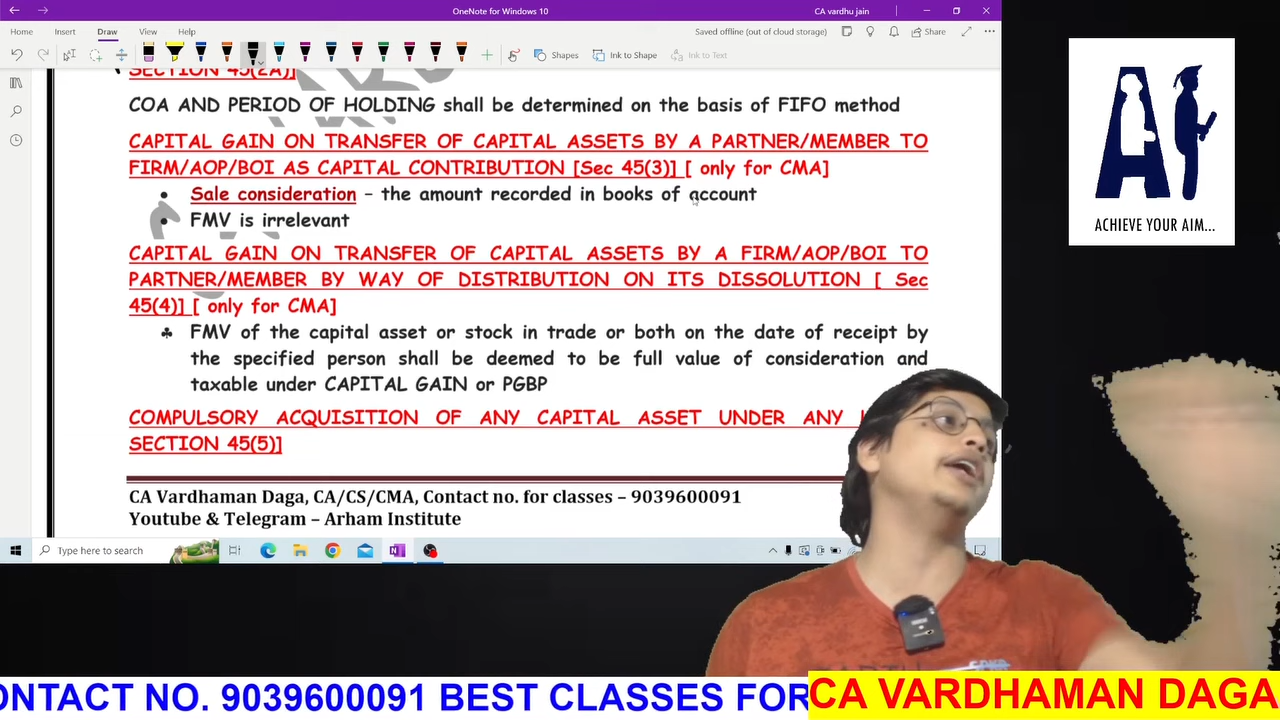 OneNote for Windows 10
CA vardhu jain
Home Insert Draw View Help
Saved offline (out of cloud storage)
Share
Shapes
Ink to Shape
Ink to Text
SECTION 45(2A)]
COA AND PERIOD OF HOLDING shall be determined on the basis of FIFO method
CAPITAL GAIN ON TRANSFER OF CAPITAL ASSETS BY A PARTNER/MEMBER TO
FIRM/AOP/BOI AS CAPITAL CONTRIBUTION [Sec 45(3)] [ only for CMA]
• Sale consideration – the amount recorded in books of account
• FMV is irrelevant
CAPITAL GAIN ON TRANSFER OF CAPITAL ASSETS BY A FIRM/AOP/BOI TO
PARTNER/MEMBER BY WAY OF DISTRIBUTION ON ITS DISSOLUTION [ Sec
45(4)] [ only for CMA]
♣ FMV of the capital asset or stock in trade or both on the date of receipt by
the specified person shall be deemed to be full value of consideration and
taxable under CAPITAL GAIN or PGBP
COMPULSORY ACQUISITION OF ANY CAPITAL ASSET UNDER ANY
SECTION 45(5)]
CA Vardhaman Daga, CA/CS/CMA, Contact no. for classes – 9039600091
Youtube & Telegram – Arham Institute
Type here to search
AI
ACHIEVE YOUR AIM...
ONTACT NO. 9039600091 BEST CLASSES FOR
CA VARDHAMAN DAGA